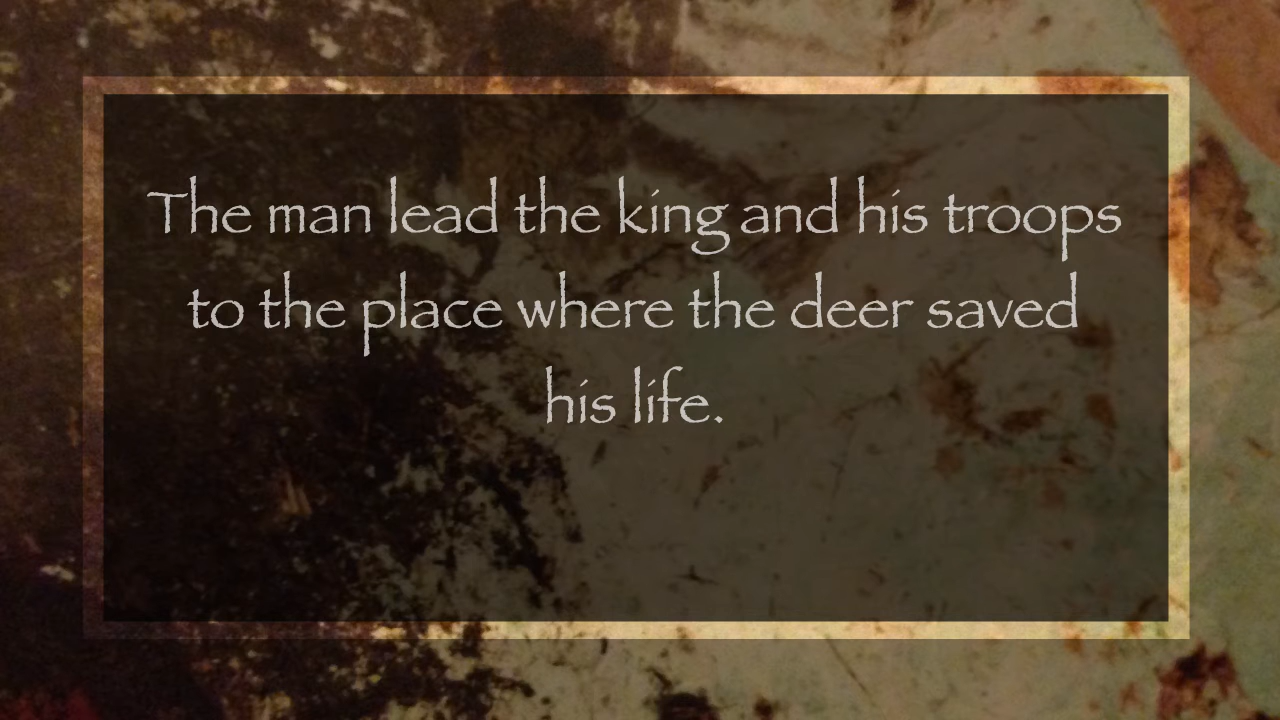 The man lead the king and his troops
to the place where the deer saved
his life.